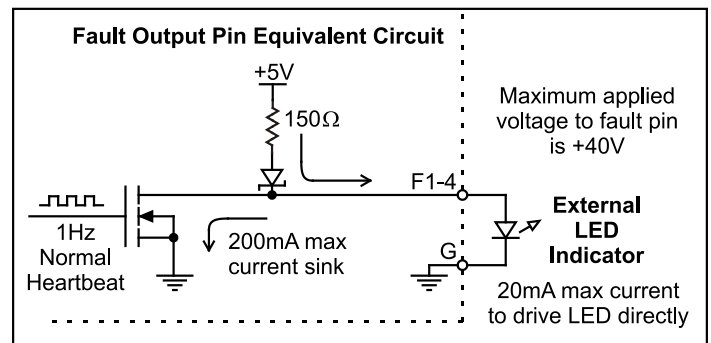 Fault Output Pin Equivalent Circuit
+5V
150Ω
Maximum applied
voltage to fault pin
is +40V
F1-4
1Hz
Normal
Heartbeat
200mA max
current sink
G
External
LED
Indicator
20mA max current
to drive LED directly